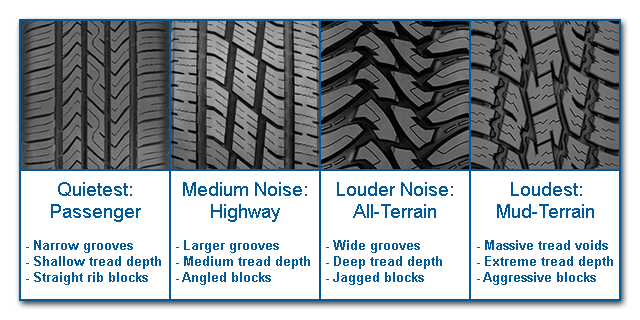 Quietest:
Passenger
- Narrow grooves
- Shallow tread depth
- Straight rib blocks
Medium Noise:
Highway
- Larger grooves
- Medium tread depth
- Angled blocks
Louder Noise:
All-Terrain
- Wide grooves
- Deep tread depth
- Jagged blocks
Loudest:
Mud-Terrain
- Massive tread voids
- Extreme tread depth
- Aggressive blocks